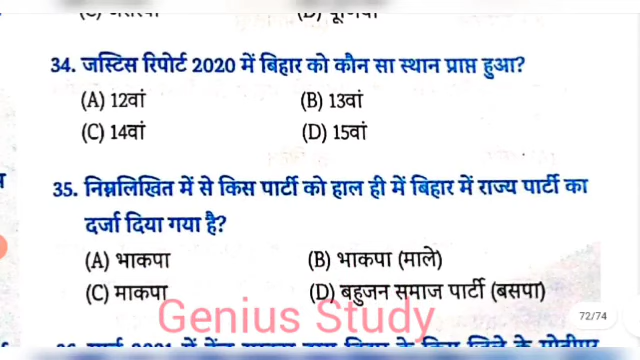 34. जस्टिस रिपोर्ट 2020 में बिहार को कौन सा स्थान प्राप्त हुआ?
(A) 12वां (B) 13वां
(C) 14वां (D) 15वां
35. निम्नलिखित में से किस पार्टी को हाल ही में बिहार में राज्य पार्टी का
दर्जा दिया गया है?
(A) भाकपा (B) भाकपा (माले)
(C) माकपा (D) बहुजन समाज पार्टी (बसपा)
Genius Study
72/74